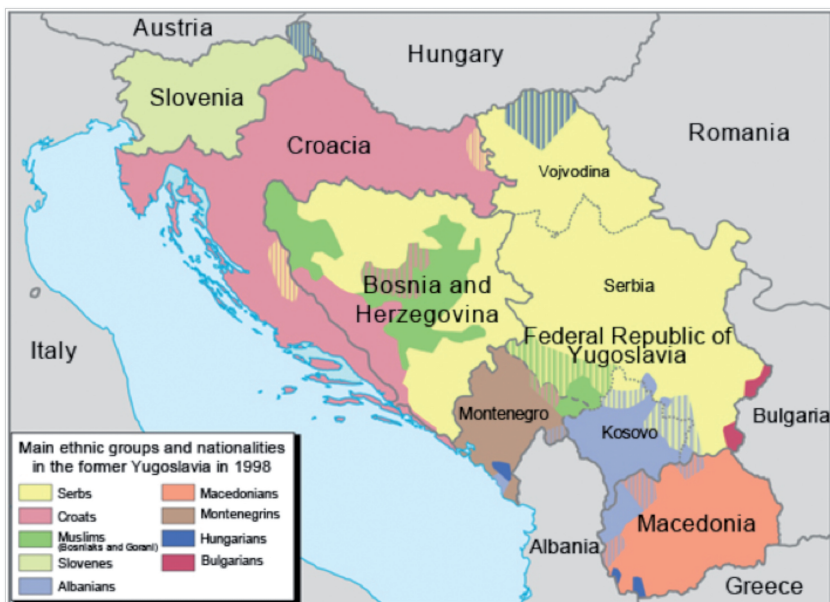 Austria
Hungary
Slovenia
Romania
Croacia
Vojvodina
Bosnia and
Herzegovina
Serbia
Italy
Federal Republic of
Yugoslavia
Montenegro
Kosovo
Bulgaria
Macedonia
Albania
Greece
Main ethnic groups and nationalities
in the former Yugoslavia in 1998
Serbs
Croats
Muslims
(Bosniaks and Gorani)
Slovenes
Albanians
Macedonians
Montenegrins
Hungarians
Bulgarians